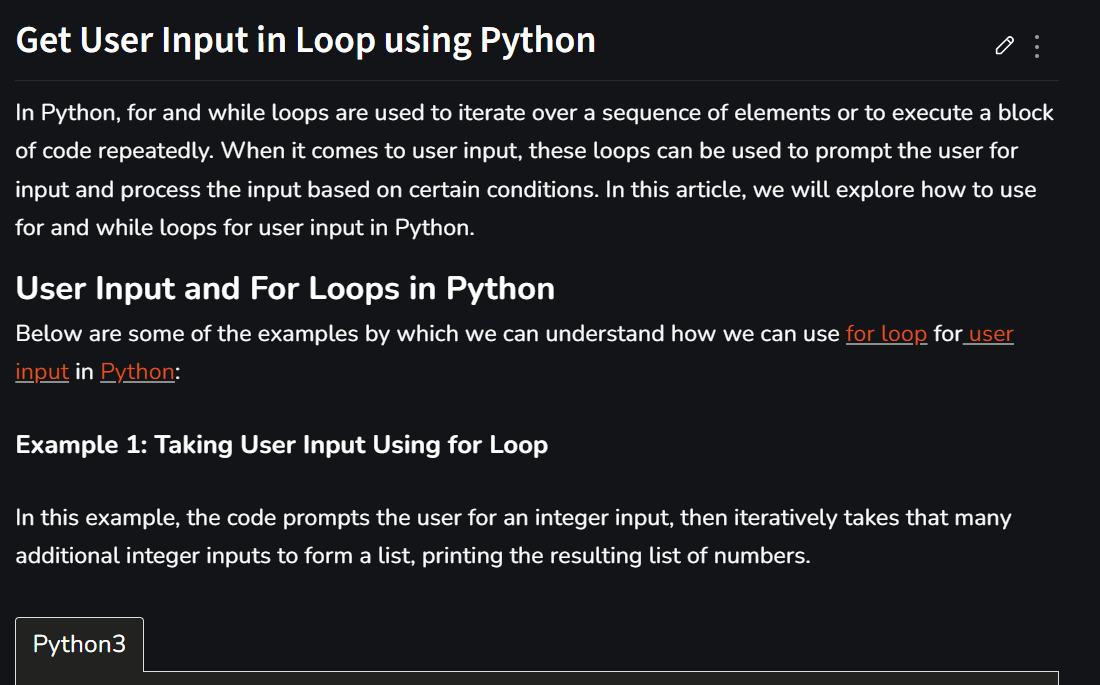 Get User Input in Loop using Python
In Python, for and while loops are used to iterate over a sequence of elements or to execute a block
of code repeatedly. When it comes to user input, these loops can be used to prompt the user for
input and process the input based on certain conditions. In this article, we will explore how to use
for and while loops for user input in Python.
User Input and For Loops in Python
Below are some of the examples by which we can understand how we can use for loop for user
input in Python:
Example 1: Taking User Input Using for Loop
In this example, the code prompts the user for an integer input, then iteratively takes that many
additional integer inputs to form a list, printing the resulting list of numbers.
Python3